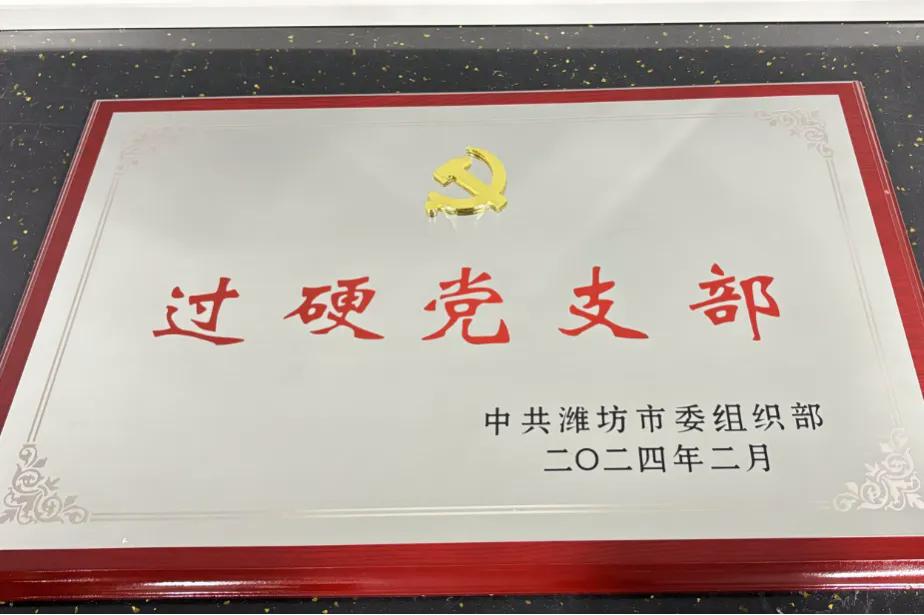 过硬党支部
中共潍坊市委组织部
二〇二四年二月